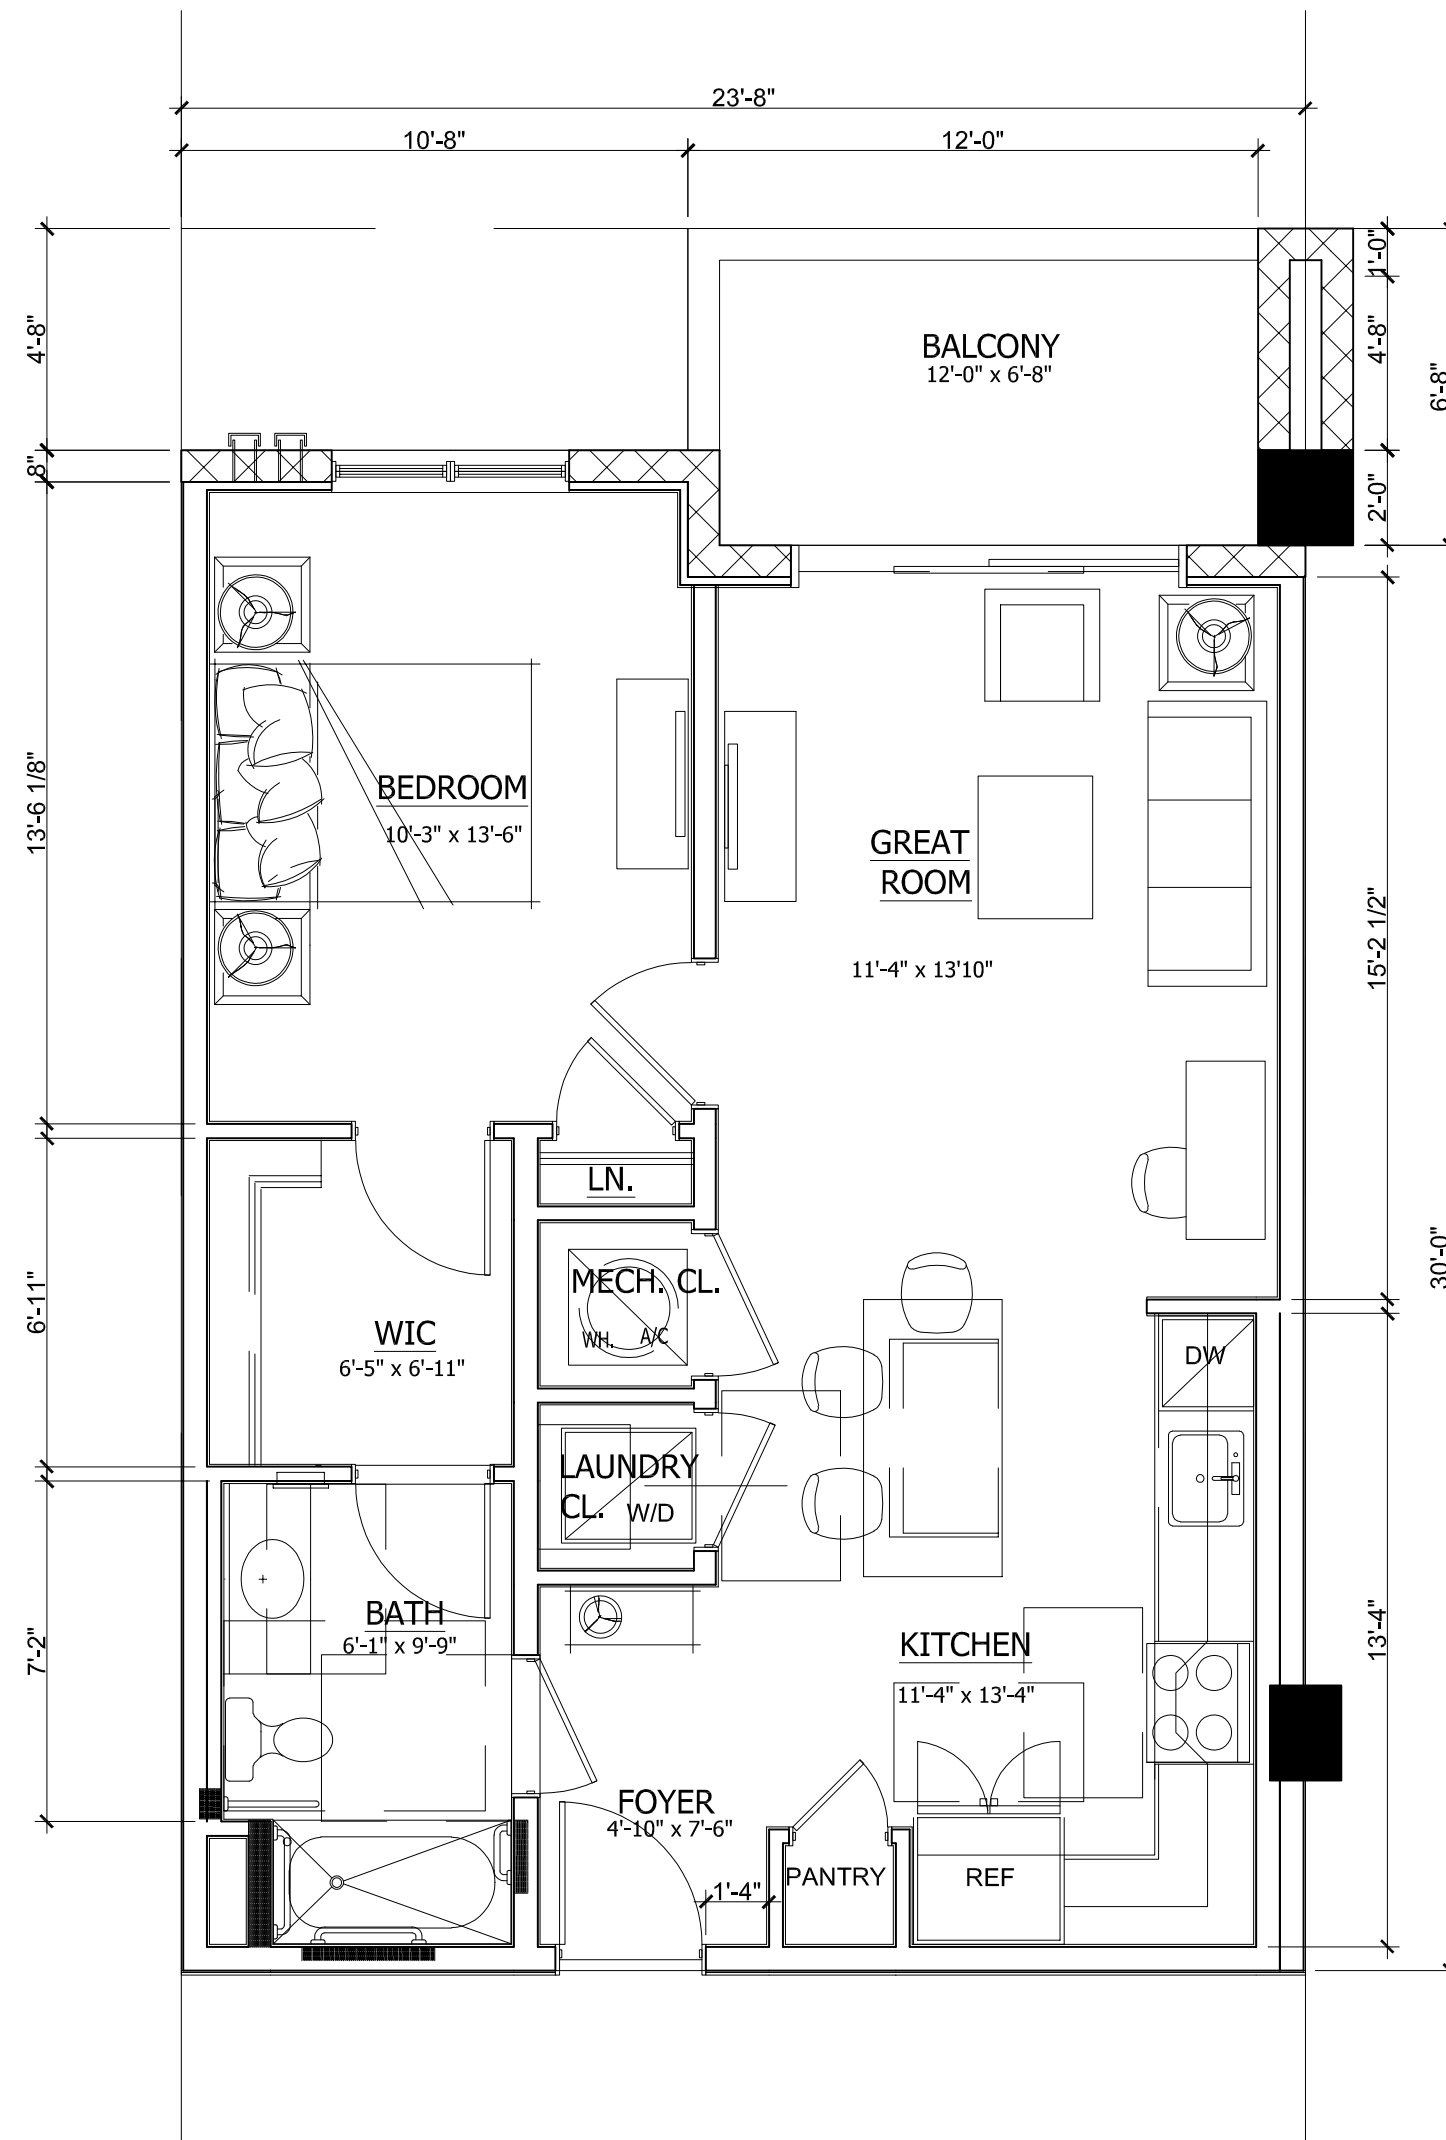 23'-8"
10'-8"
12'-0"
1'-0"
4'-8"
4'-8"
6'-8"
BALCONY
12'-0" x 6'-8"
8"
2'-0"
13'-6 1/8"
BEDROOM
10'-3" x 13'-6"
GREAT
ROOM
11'-4" x 13'10"
15'-2 1/2"
LN.
30'-0"
6'-11"
MECH. CL.
WH.
A/C
WIC
6'-5" x 6'-11"
DW
LAUNDRY
CL.
W/D
7'-2"
BATH
6'-1" x 9'-9"
KITCHEN
11'-4" x 13'-4"
13'-4"
FOYER
4'-10" x 7'-6"
1'-4"
PANTRY
REF